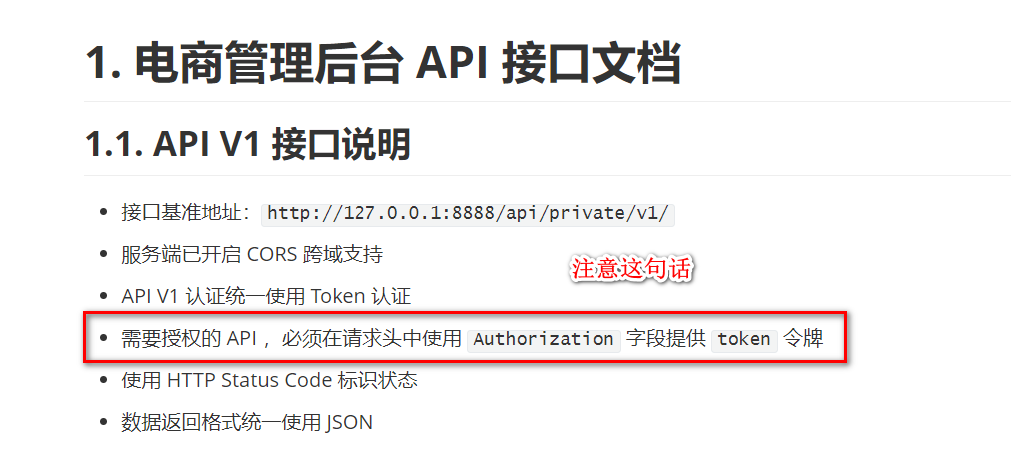 1. 电商管理后台 API 接口文档
1.1. API V1 接口说明
接口基准地址：http://127.0.0.1:8888/api/private/v1/
服务端已开启 CORS 跨域支持
注意这句话
API V1 认证统一使用 Token 认证
需要授权的 API ，必须在请求头中使用 Authorization 字段提供 token 令牌
使用 HTTP Status Code 标识状态
数据返回格式统一使用 JSON